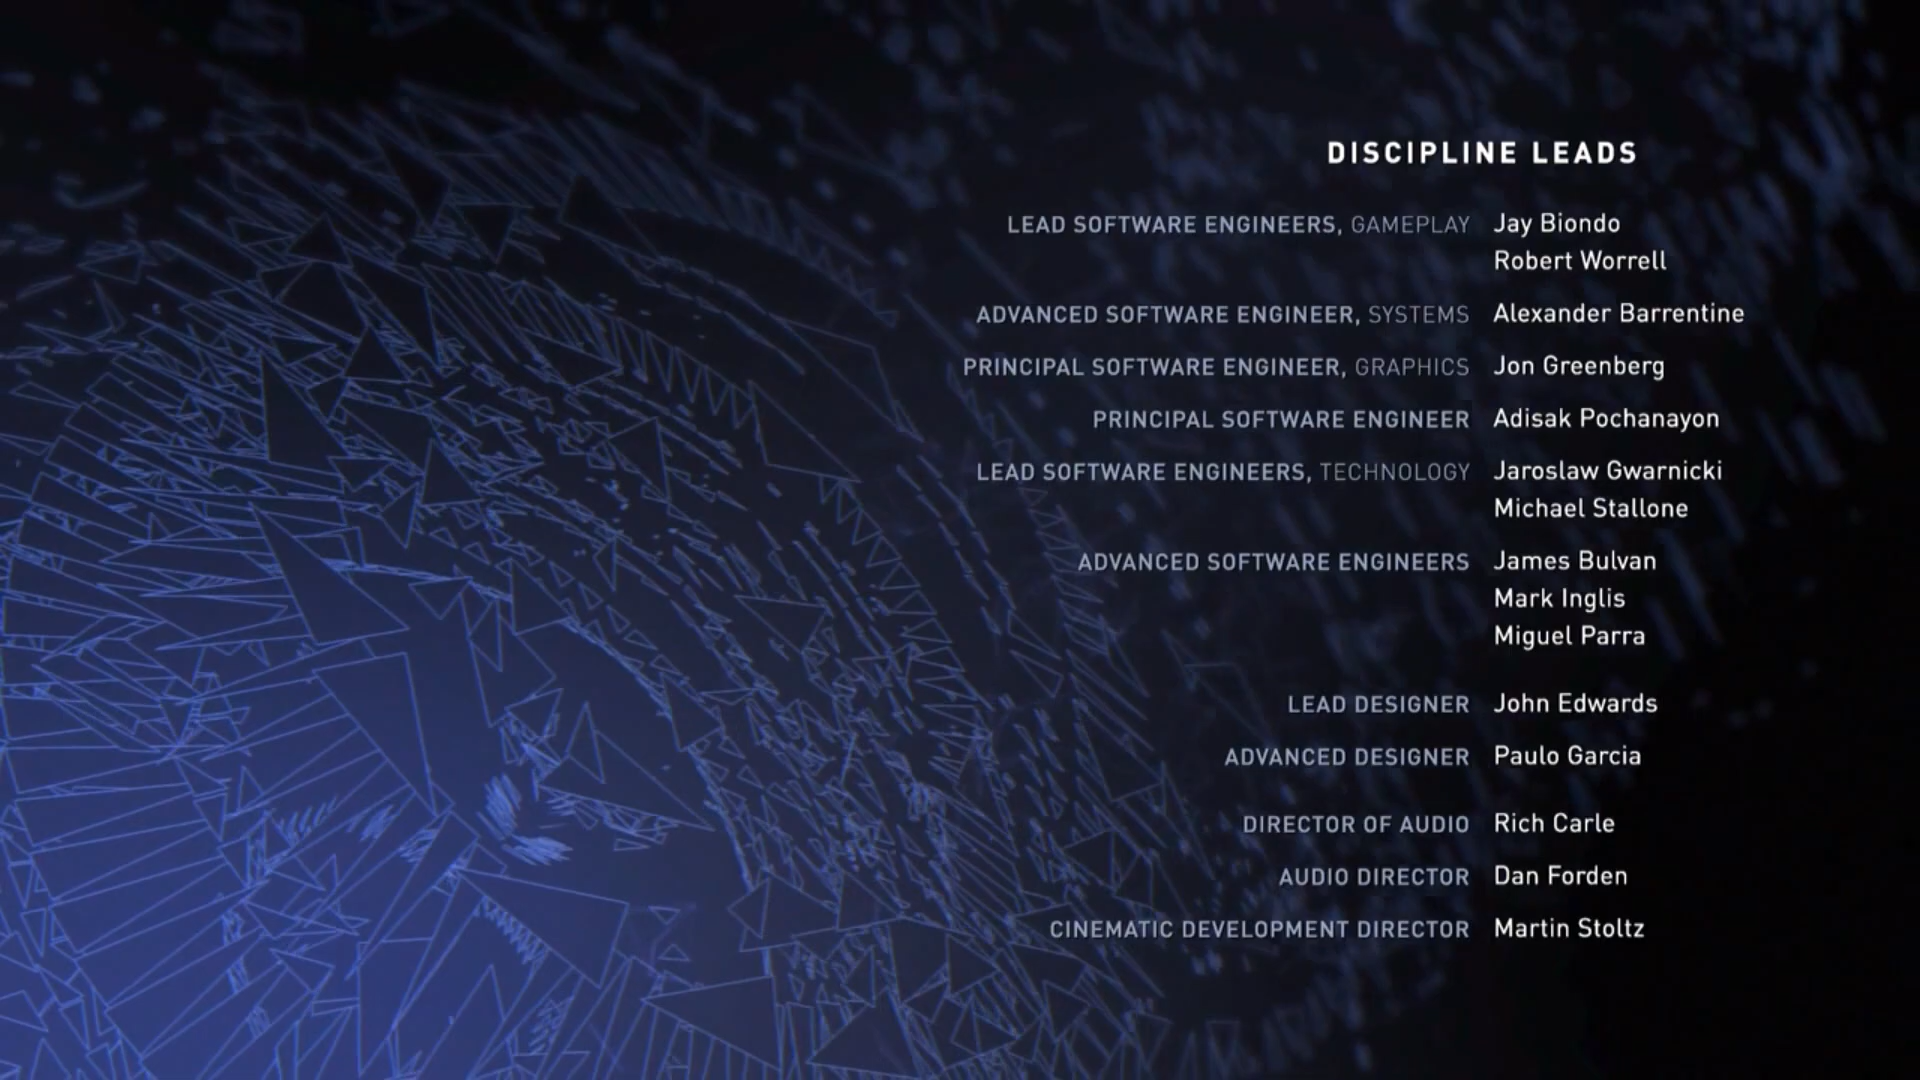 DISCIPLINE LEADS
LEAD SOFTWARE ENGINEERS, GAMEPLAY Jay Biondo
Robert Worrell
ADVANCED SOFTWARE ENGINEER, SYSTEMS Alexander Barrentine
PRINCIPAL SOFTWARE ENGINEER, GRAPHICS Jon Greenberg
PRINCIPAL SOFTWARE ENGINEER Adisak Pochanayon
LEAD SOFTWARE ENGINEERS, TECHNOLOGY Jaroslaw Gwarnicki
Michael Stallone
ADVANCED SOFTWARE ENGINEERS James Bulvan
Mark Inglis
Miguel Parra
LEAD DESIGNER John Edwards
ADVANCED DESIGNER Paulo Garcia
DIRECTOR OF AUDIO Rich Carle
AUDIO DIRECTOR Dan Forden
CINEMATIC DEVELOPMENT DIRECTOR Martin Stoltz